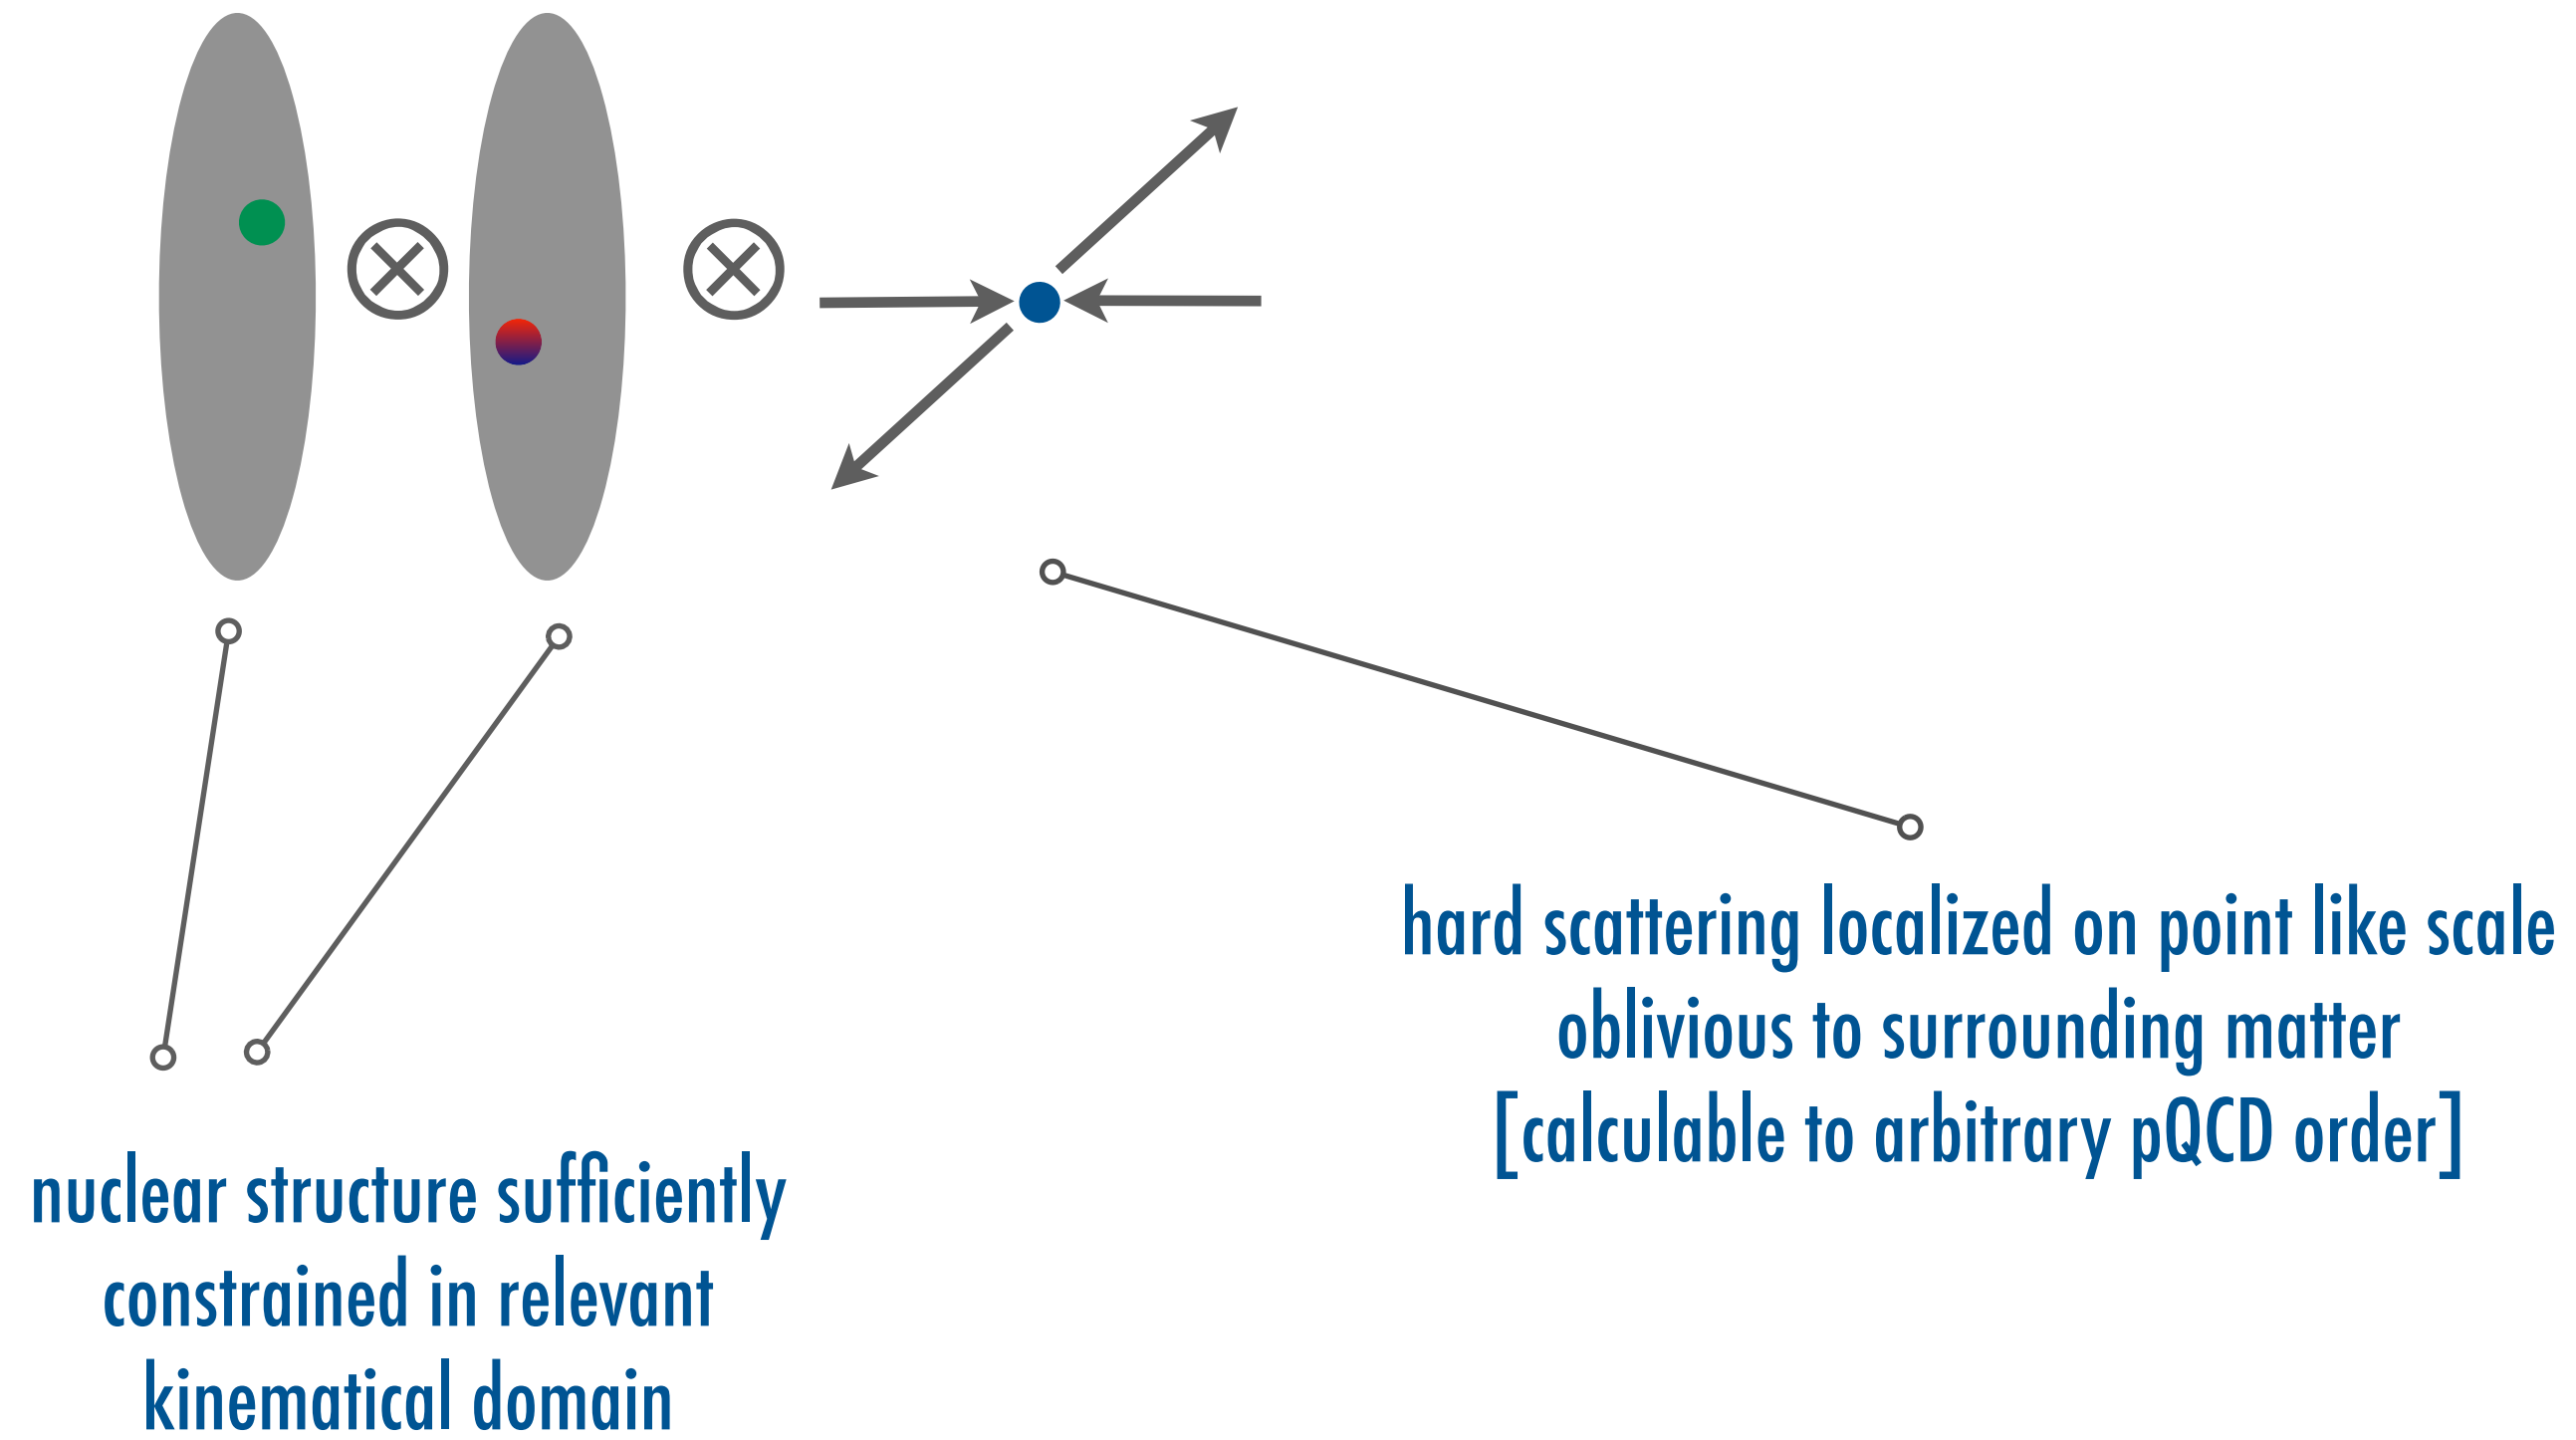 hard scattering localized on point like scale
oblivious to surrounding matter
[calculable to arbitrary pQCD order]
nuclear structure sufficiently
constrained in relevant
kinematical domain